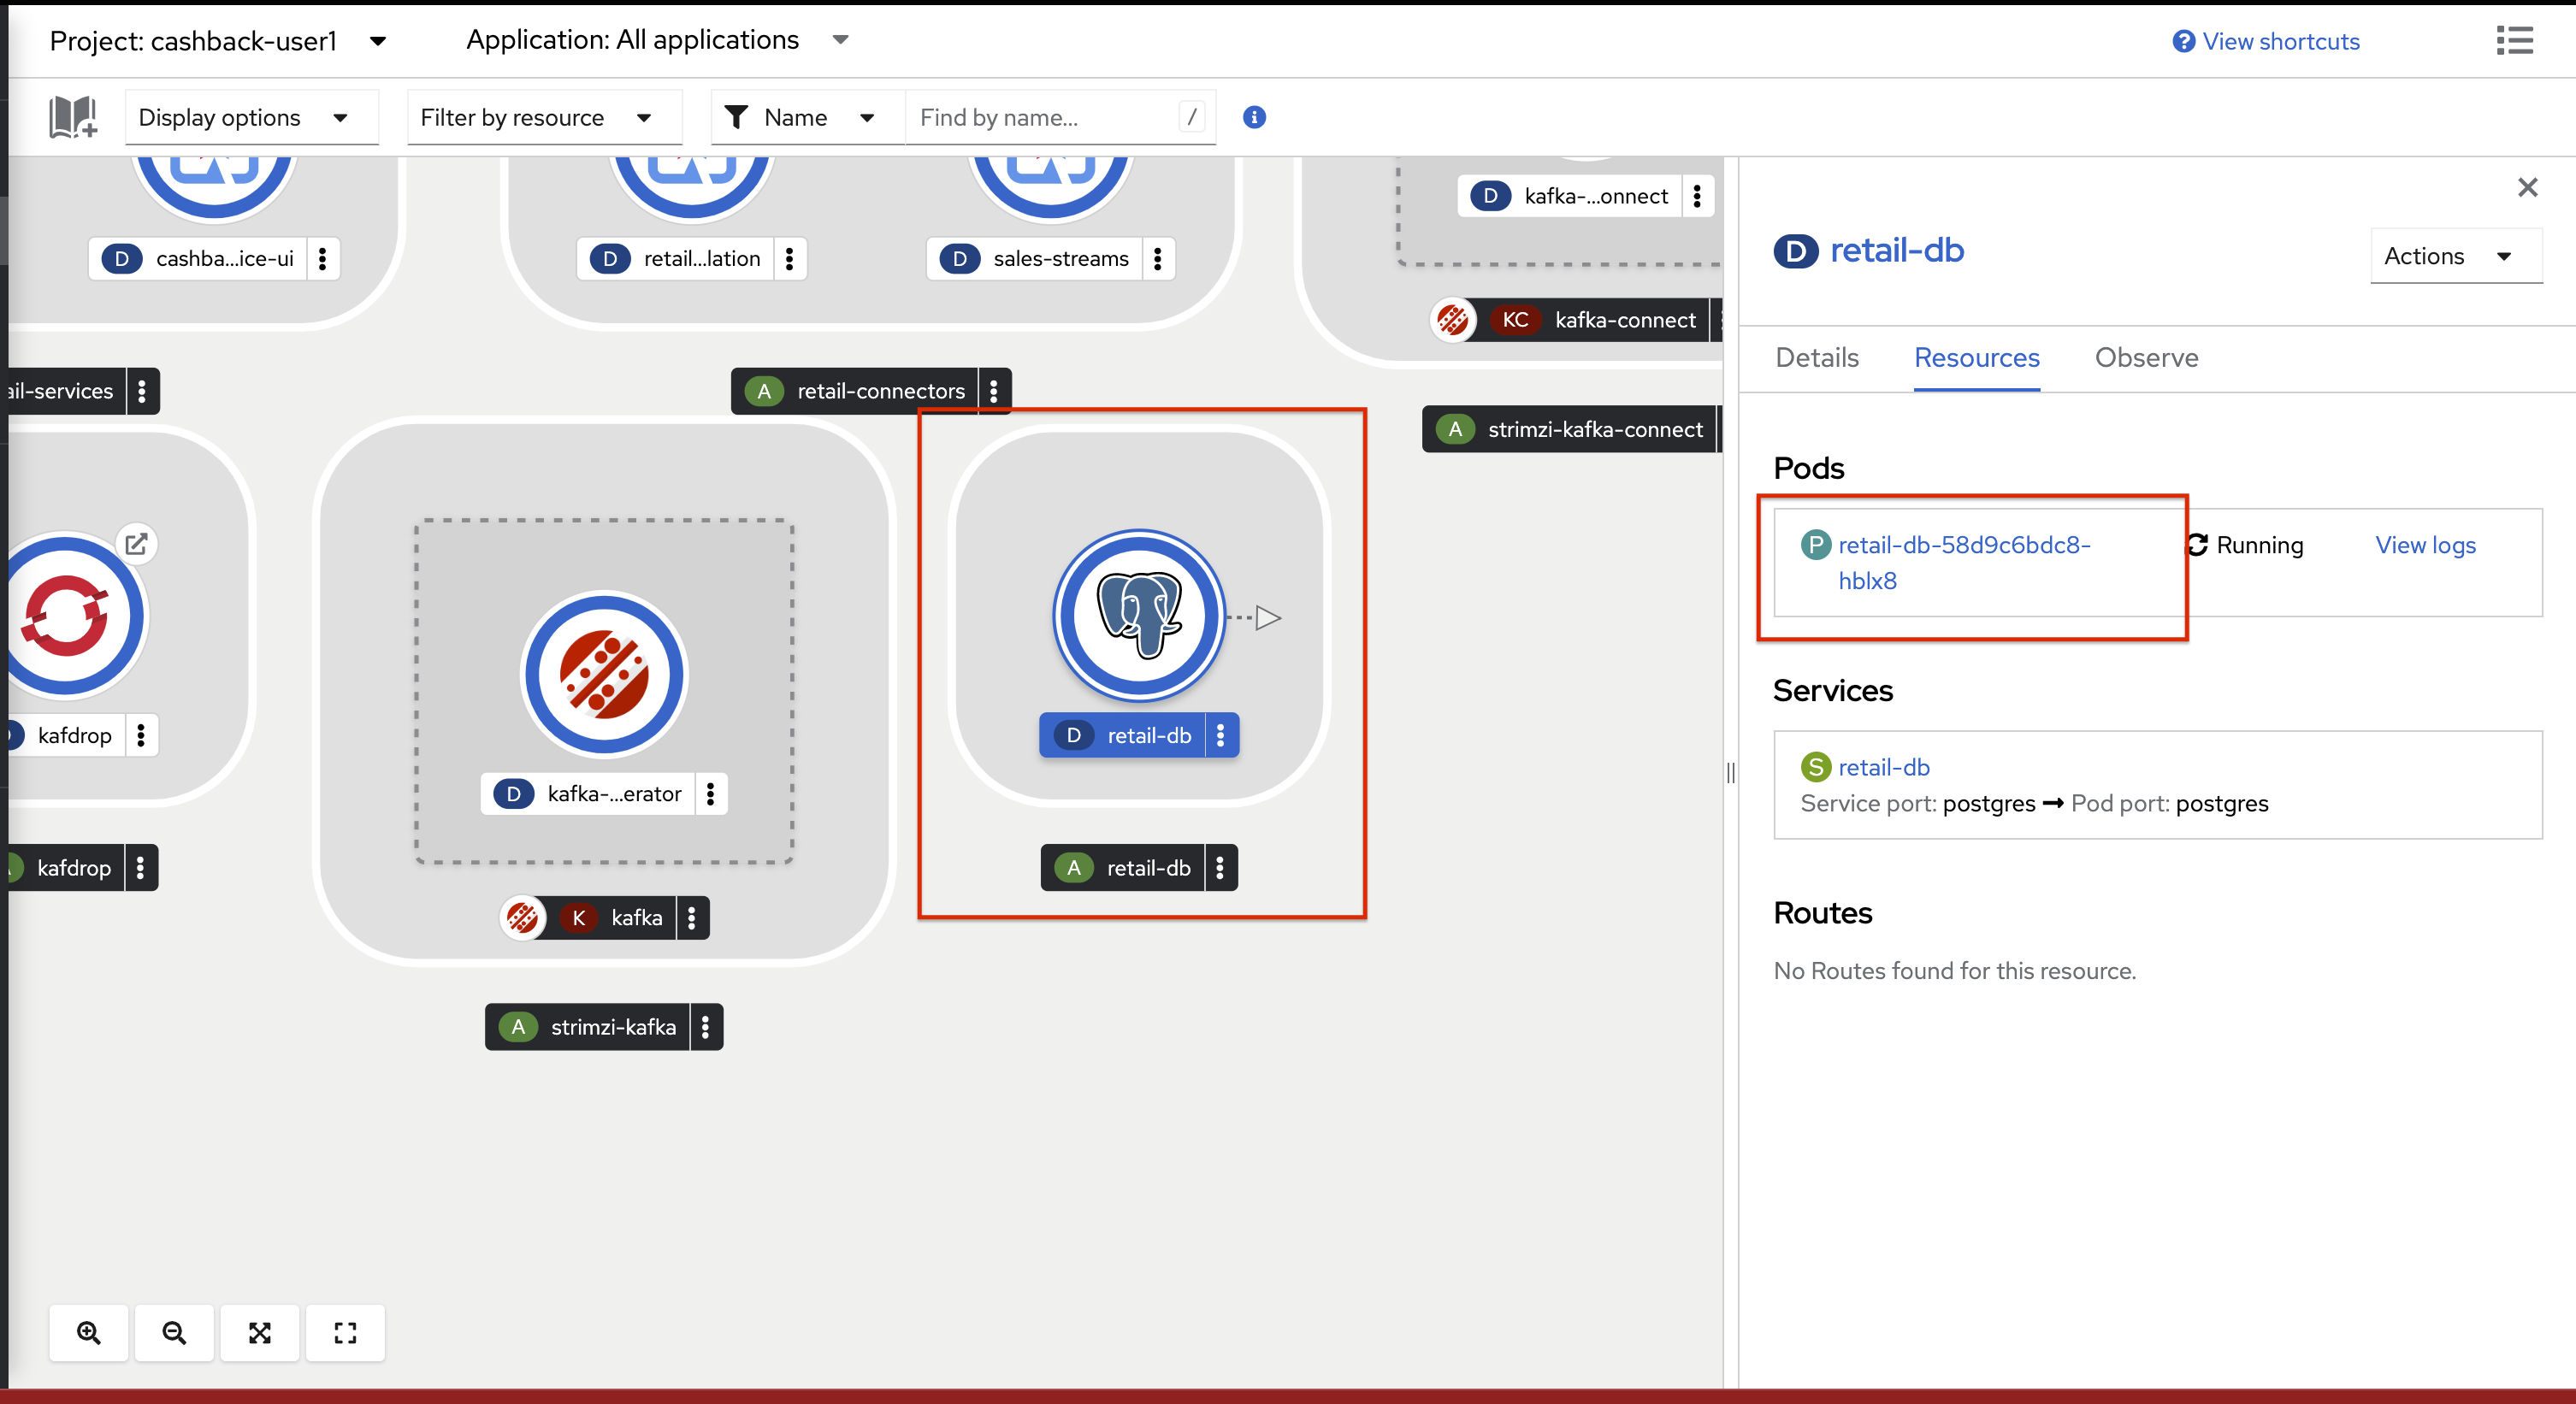 Project: cashback-user1
Application: All applications
View shortcuts
Display options
Filter by resource
Name
Find by name...
/
D cashba...ice-ui
D retail...lation
D sales-streams
D kafka-...onnect
KC kafka-connect
ail-services
A retail-connectors
A strimzi-kafka-connect
kafdrop
kafdrop
D kafka-...erator
K kafka
A strimzi-kafka
D retail-db
A retail-db
D retail-db
Actions
Details
Resources
Observe
Pods
P retail-db-58d9c6bdc8-
hblx8
Running
View logs
Services
S retail-db
Service port: postgres → Pod port: postgres
Routes
No Routes found for this resource.